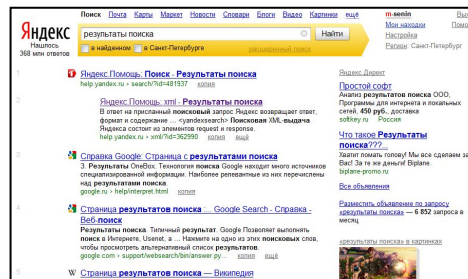 Поиск Почта Карты Маркет Новости Словари Блоги Видео Картинки ещё
m-senin
Мои находки
Настройка
Регион: Санкт-Петербург
Яндекс
Нашлось
368 млн ответов
результаты поиска
Найти
в найденном в Санкт-Петербурге
расширенный поиск
1
Яндекс.Помощь: Поиск - Результаты поиска
help.yandex.ru › search/?id=481937 копия
2
Яндекс.Помощь. xml - Результаты поиска
В ответ на присланный поисковый запрос Яндекс возвращает ответ,
формат и содержание ... <yandexsearch> Поисковая XML-выдача
Яндекса состоит из элементов request и response.
help.yandex.ru › xml/?id=362990 копия ещё
3
Справка Google: Страница с результатами поиска
3. Результаты OneBox. Технология поиска Google находит много источников
специализированной информации. Наиболее релевантные из них перечислены
над результатами поиска.
google.ru › help/interpret.html копия
4
Страница результатов поиска :... Google Search - Справка -
Веб-поиск
Результаты поиска. Типичный результат. Google Позволяет выполнять
поиск в Интернете, Usenet, а ... Нажмите на одно из этих поисковых слов,
чтобы просмотреть альтернативный список результатов.
google.com › support/websearch/bin/answer.py... копия ещё
5
Страница результатов поиска — Википедия
Яндекс.Директ
Простой софт
Анализ результатов поиска ООО,
Программы для интернета и локальных
сетей, 450 руб., доставка
softkey.ru Россия
Что такое Результаты
поиска???...
Хватит ломать голову! Мы все сделаем за
Вас! За те же деньги! Biplane.
biplane-promo.ru
Все объявления
Разместить объявление по запросу
«результаты поиска» — 6 852 запроса в
месяц
«результаты поиска» в картинках